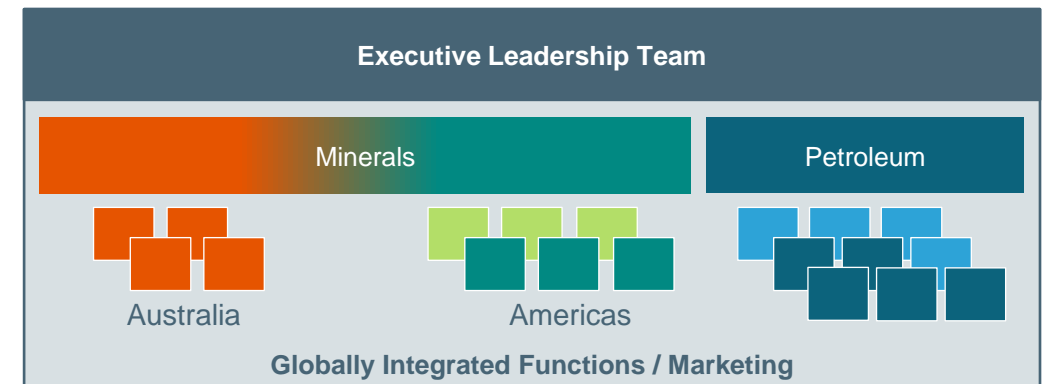 Executive Leadership Team
Minerals
Petroleum
Australia
Americas
Globally Integrated Functions / Marketing